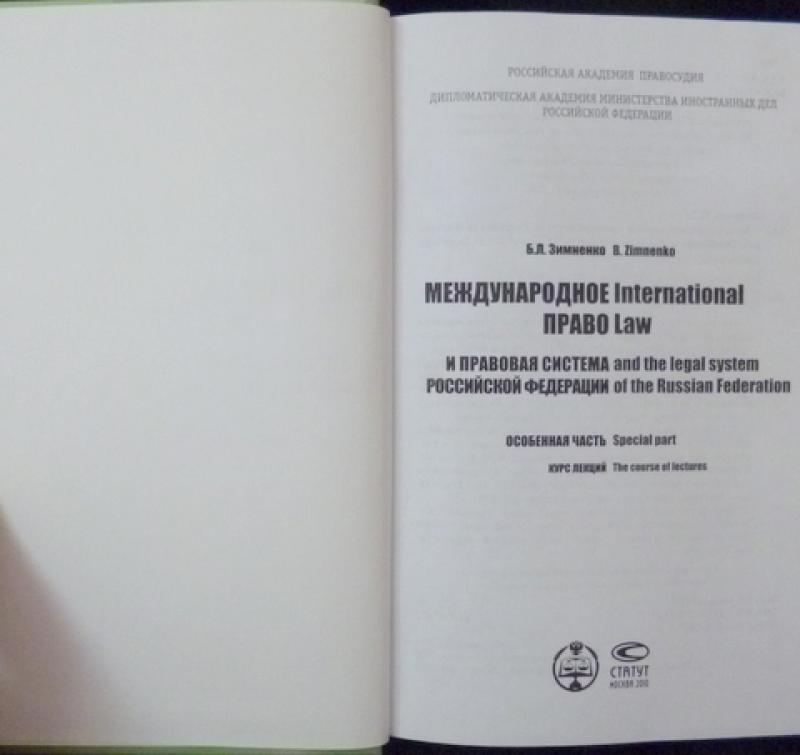 РОССИЙСКАЯ АКАДЕМИЯ ПРАВОСУДИЯ
ДИПЛОМАТИЧЕСКАЯ АКАДЕМИЯ МИНИСТЕРСТВА ИНОСТРАННЫХ ДЕЛ
РОССИЙСКОЙ ФЕДЕРАЦИИ
Б.Л. Зимненко B. Zimnenko
МЕЖДУНАРОДНОЕ International
ПРАВО Law
И ПРАВОВАЯ СИСТЕМА and the legal system
РОССИЙСКОЙ ФЕДЕРАЦИИ of the Russian Federation
ОСОБЕННАЯ ЧАСТЬ Special part
КУРС ЛЕКЦИЙ The course of lectures
СТАТУТ
МОСКВА 2010